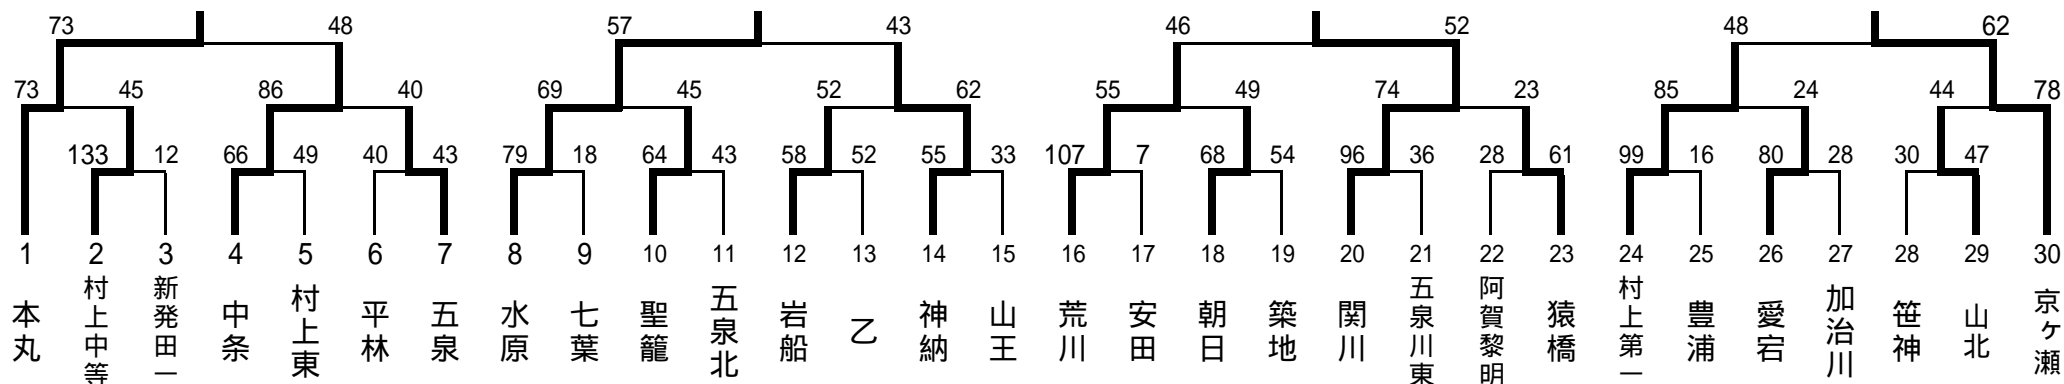 73 48 57 43 46 52 48 62
73 45 86 40 69 45 52 62 55 49 74 23 85 24 44 78
133 12 66 49 40 43 79 18 64 43 58 52 55 33 107 7 68 54 96 36 28 61 99 16 80 28 30 47
1 2 3 4 5 6 7 8 9 10 11 12 13 14 15 16 17 18 19 20 21 22 23 24 25 26 27 28 29 30
本丸
村上中等
新発田一
中条
村上東
平林
五泉
水原
七葉
聖籠
五泉北
岩船
乙
神納
山王
荒川
安田
朝日
築地
関川
五泉川東
阿賀黎明
猿橋
村上第一
豊浦
愛宕
加治川
笹神
山北
京ヶ瀬